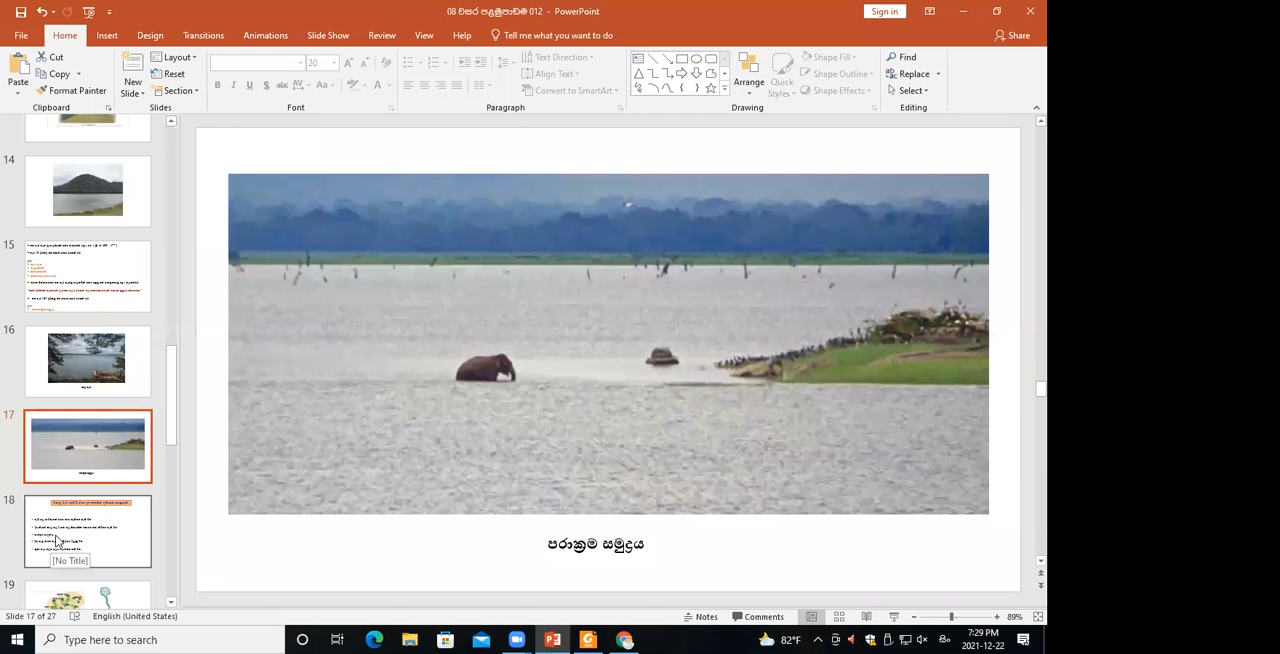 08 වසර පළමුපාඩම 012 - PowerPoint
Sign in
File Home Insert Design Transitions Animations Slide Show Review View Help Tell me what you want to do Share
Paste
Cut
Copy
Format Painter
Clipboard
New Slide
Layout
Reset
Section
Slides
20
Font
Text Direction
Align Text
Convert to SmartArt
Paragraph
Arrange
Quick Styles
Shape Fill
Shape Outline
Shape Effects
Drawing
Find
Replace
Select
Editing
14
15
16
17
18
[No Title]
19
පරාක්‍රම සමුද්‍රය
Slide 17 of 27 English (United States) Notes Comments 89%
Type here to search 82°F 7:29 PM
2021-12-22